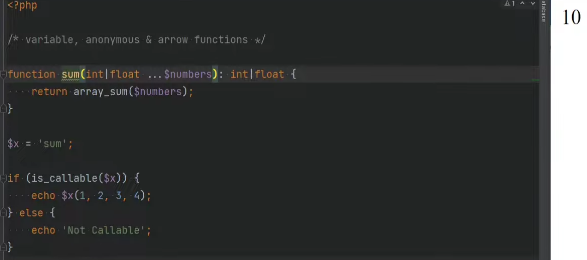 <?php
/* variable, anonymous & arrow functions */
function sum(int|float ...$numbers): int|float {
return array_sum($numbers);
}
$x = 'sum';
if (is_callable($x)) {
echo $x(1, 2, 3, 4);
} else {
echo 'Not Callable';
}
1
10